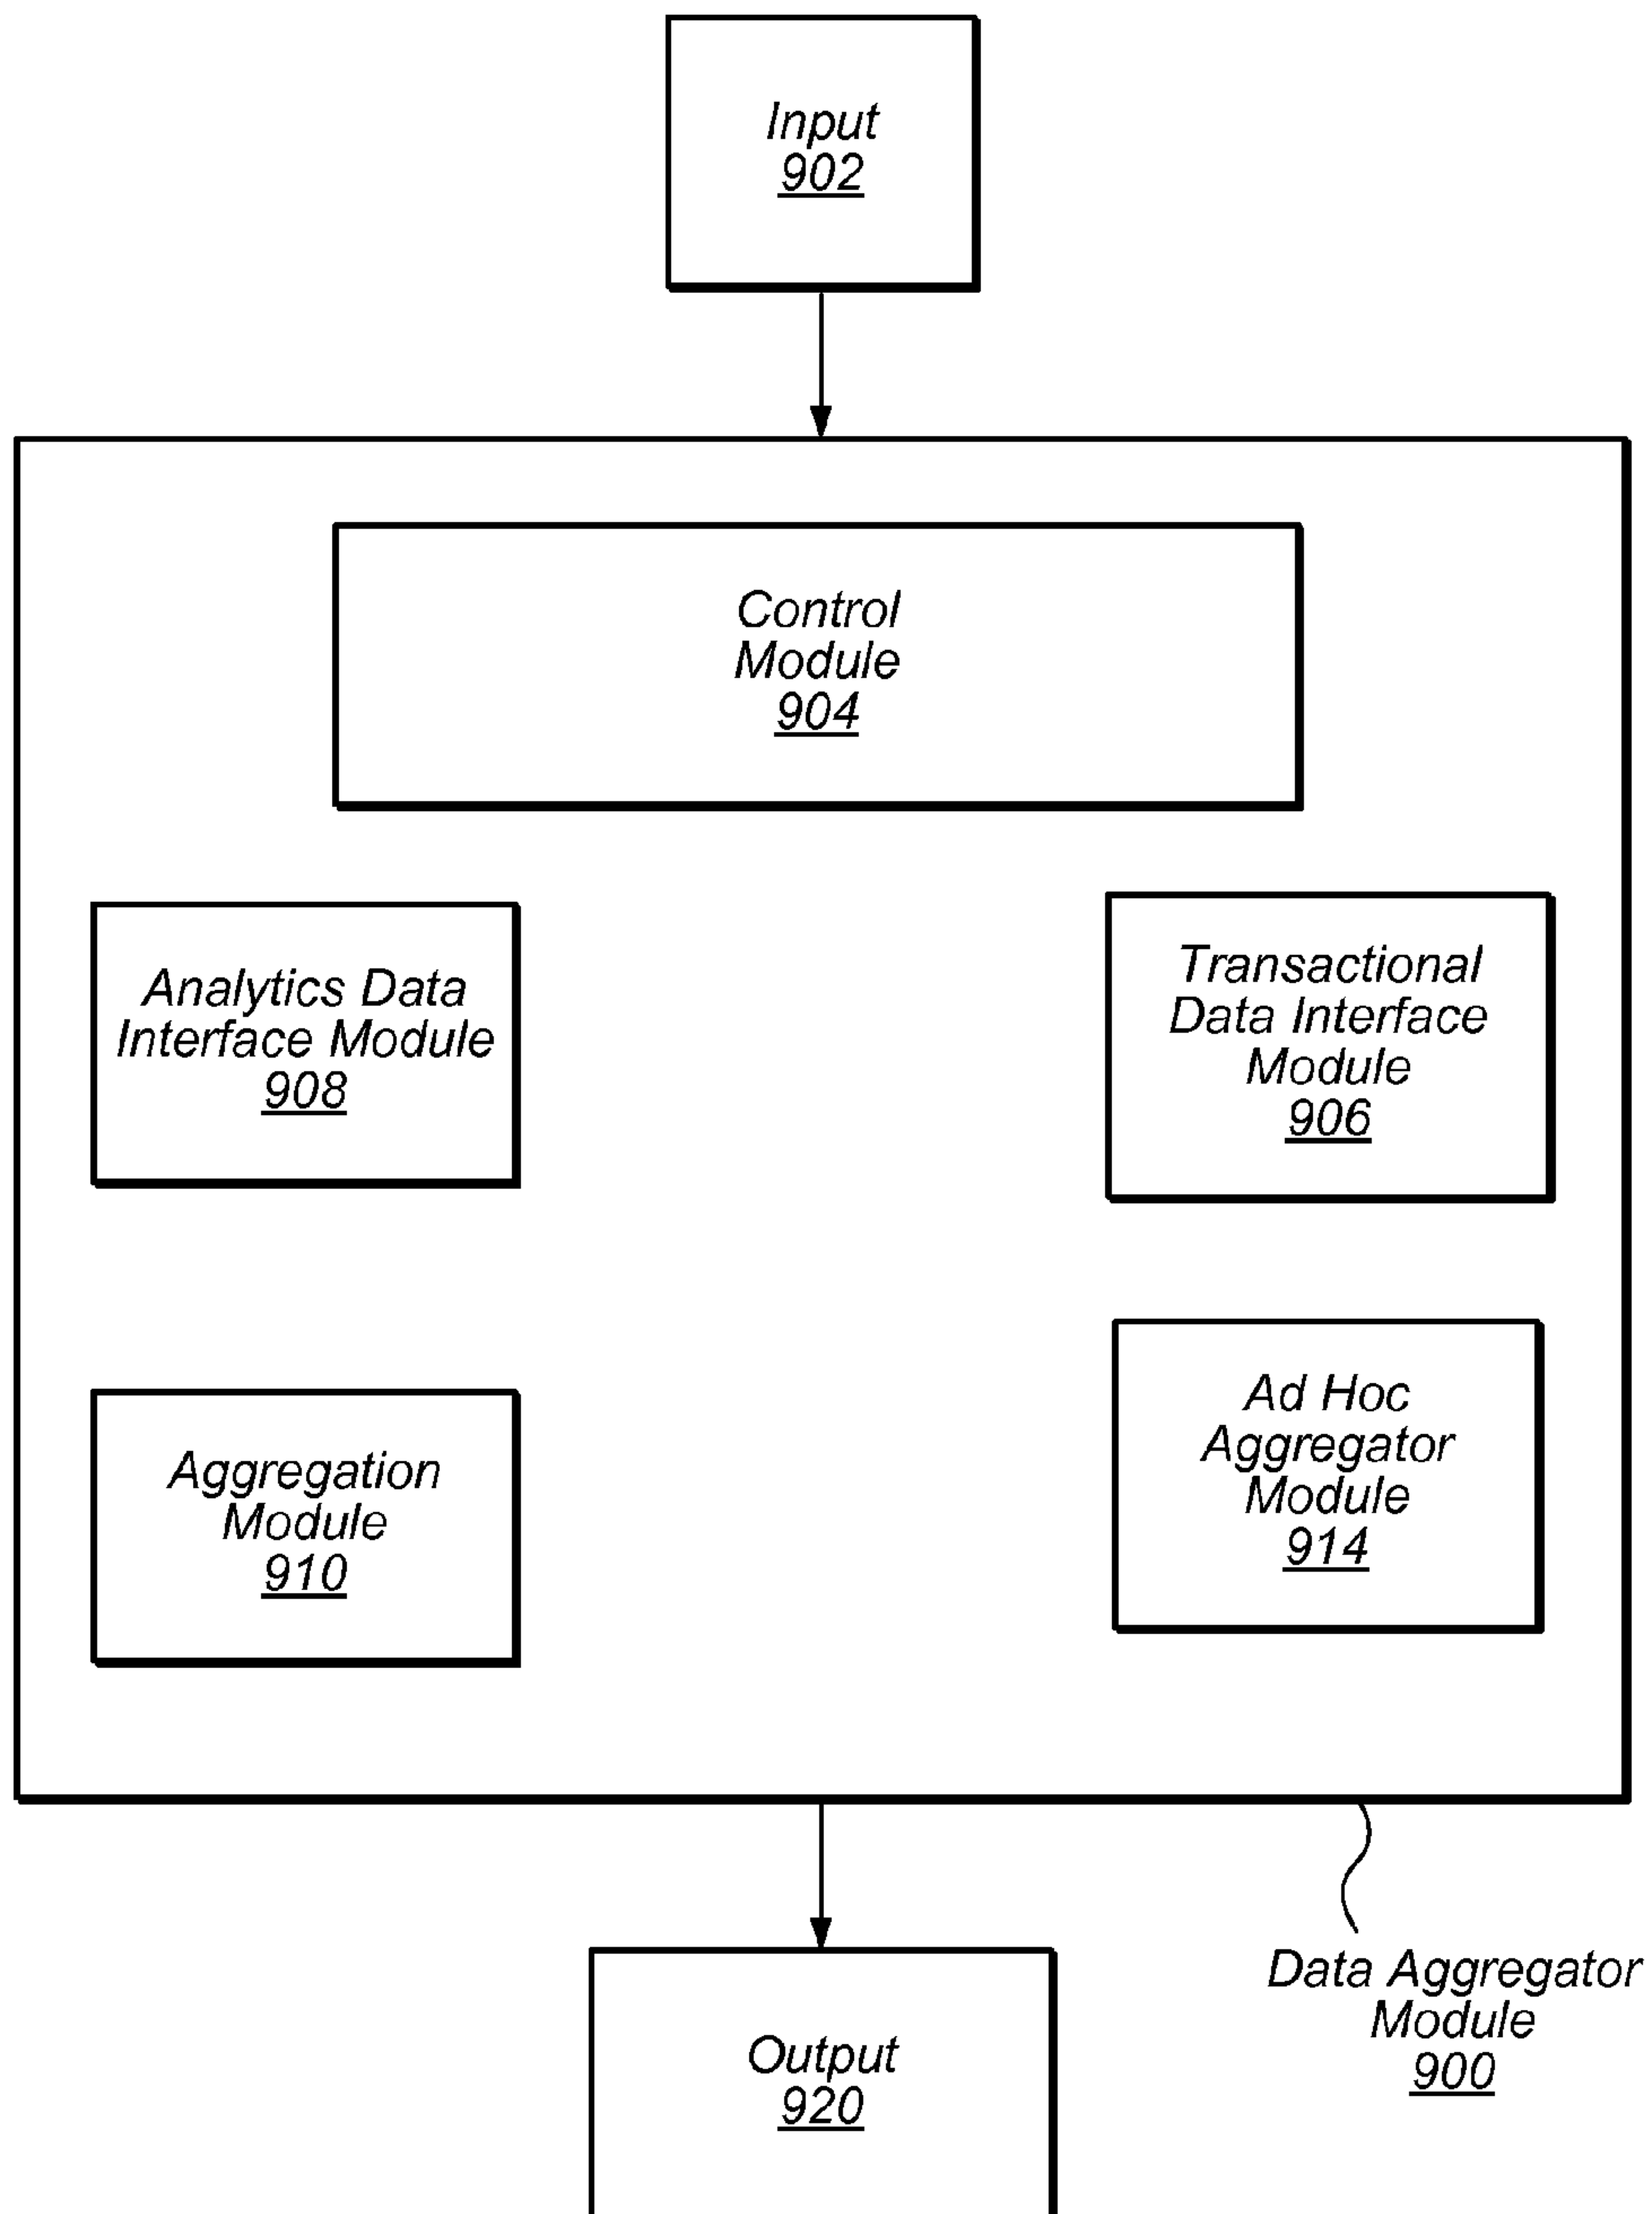 Input
902
Control
Module
904
Analytics Data
Interface Module
908
Transactional
Data Interface
Module
906
Aggregation
Module
910
Ad Hoc
Aggregator
Module
914
Data Aggregator
Module
900
Output
920